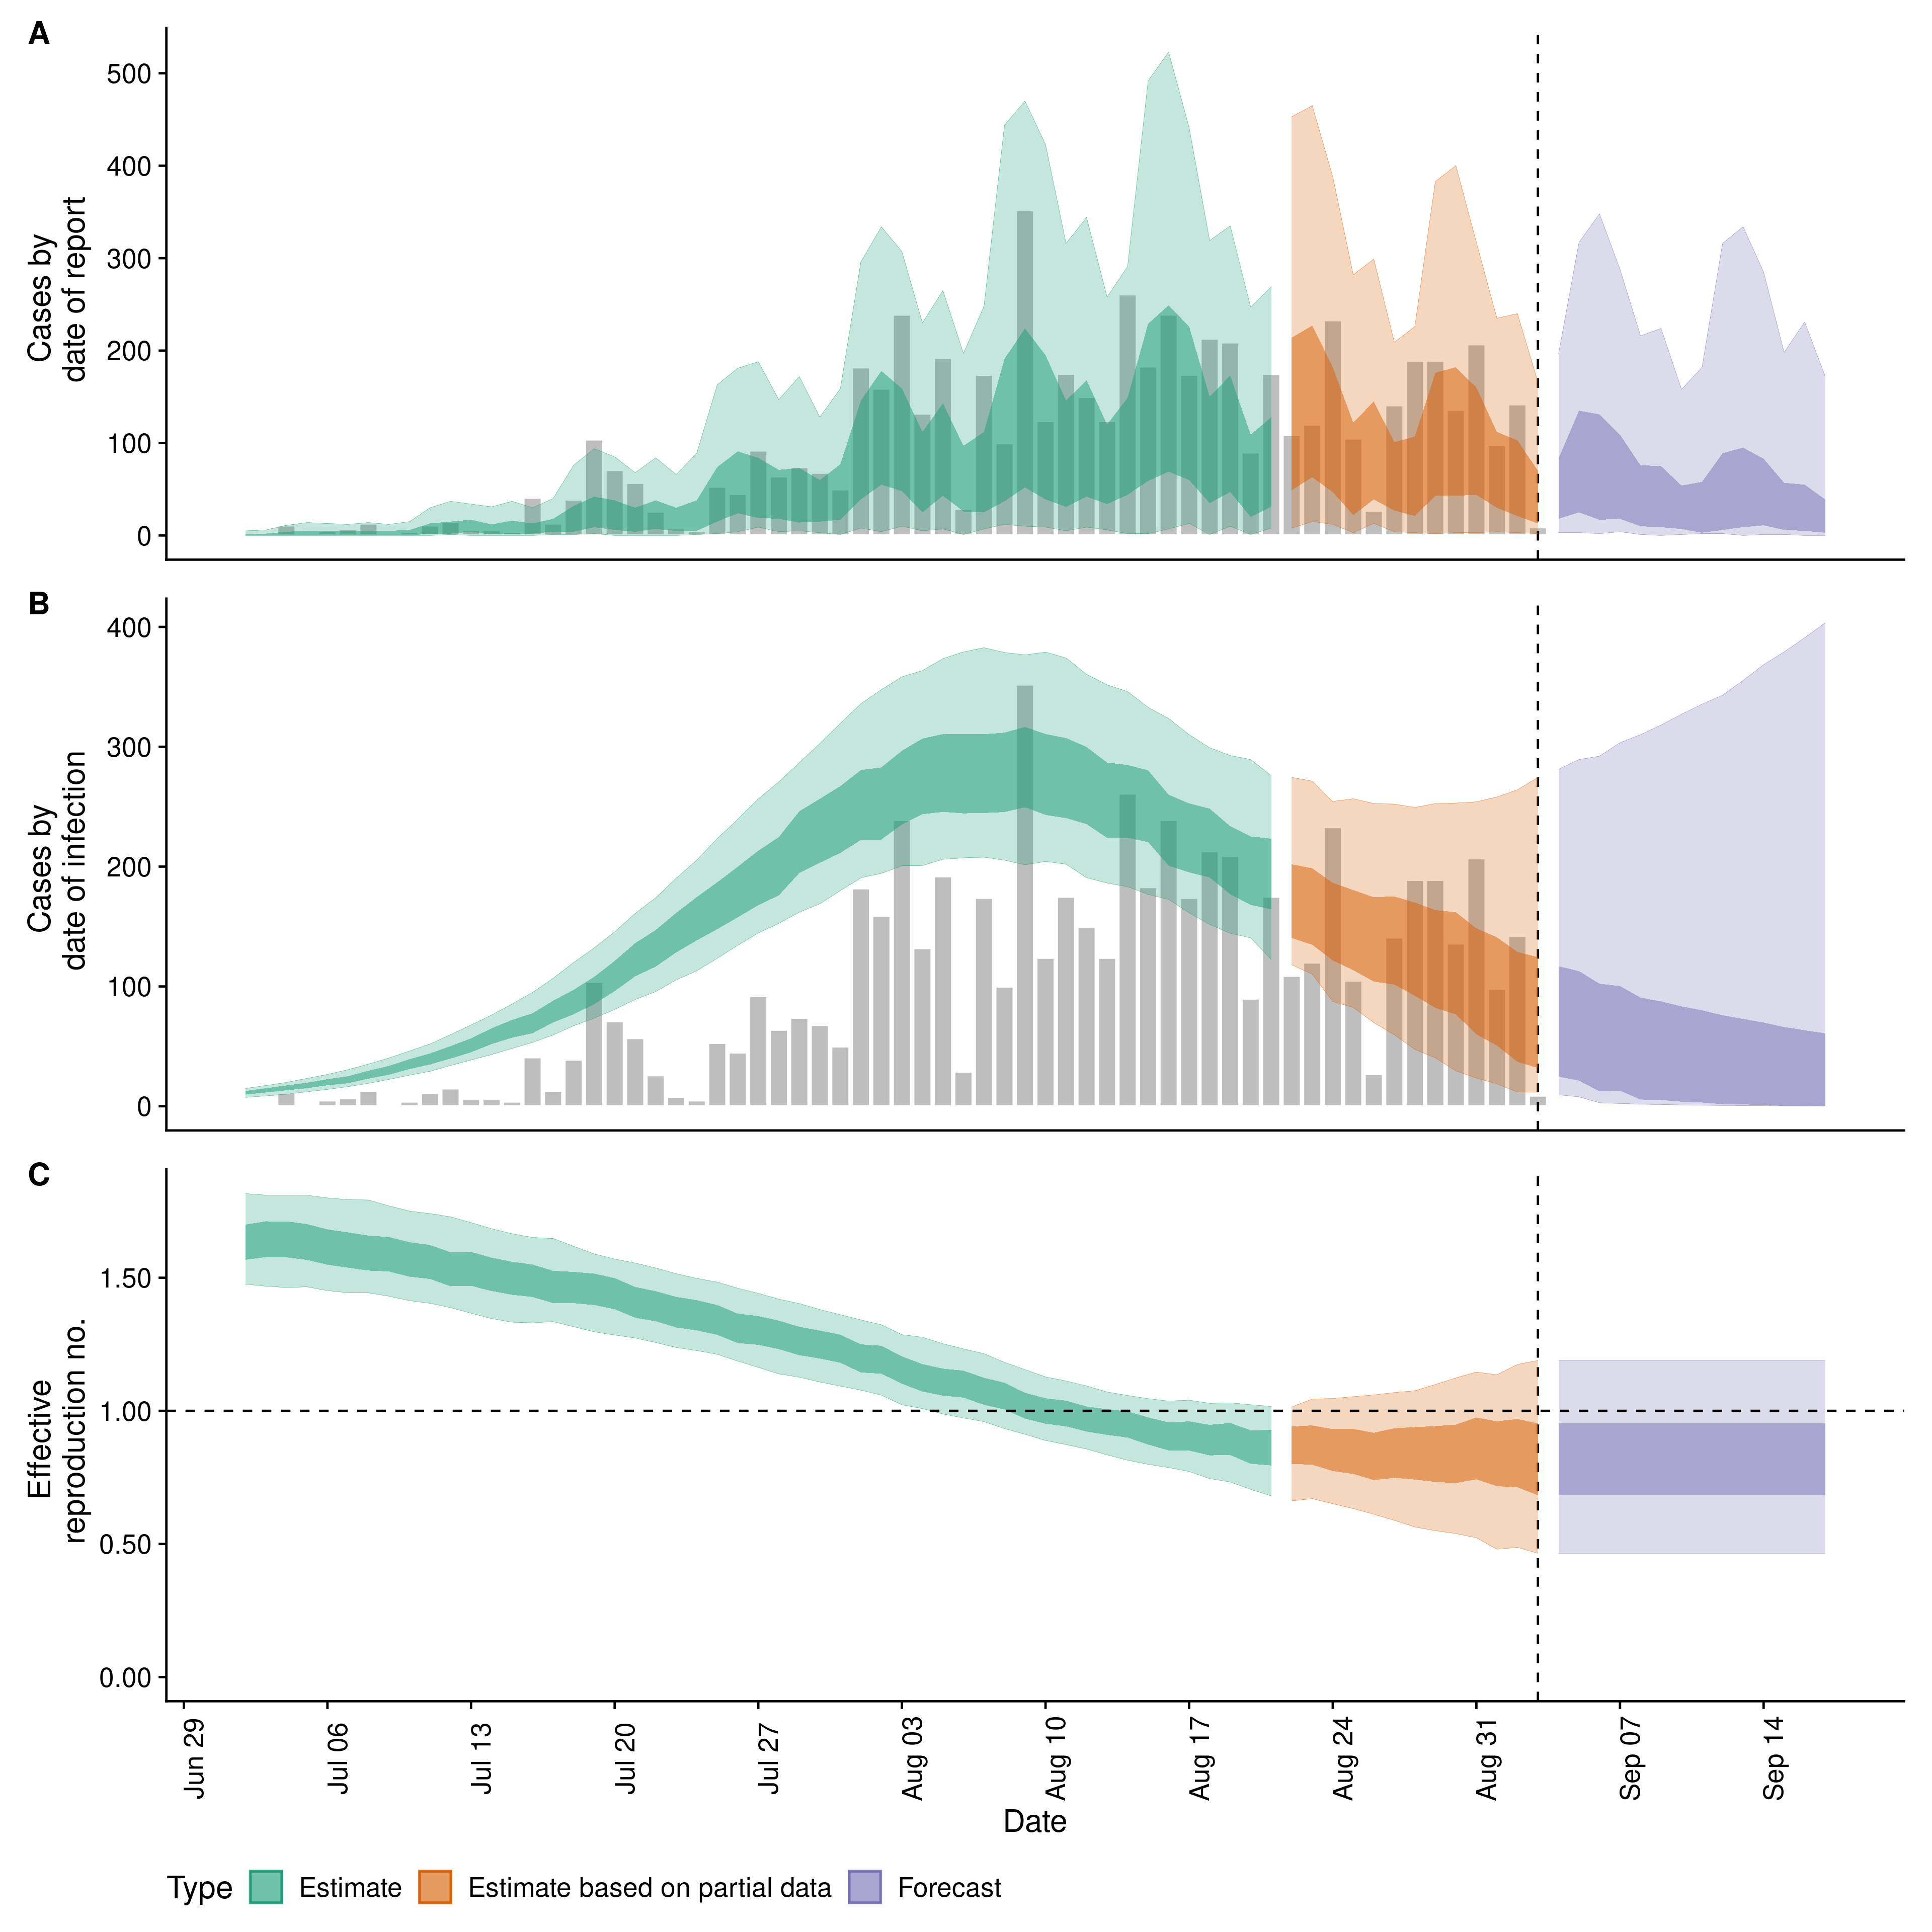 A
Cases by
date of report
500
400
300
200
100
0
B
Cases by
date of infection
400
300
200
100
0
C
Effective
reproduction no.
1.50
1.00
0.50
0.00
Jun 29
Jul 06
Jul 13
Jul 20
Jul 27
Aug 03
Aug 10
Aug 17
Aug 24
Aug 31
Sep 07
Sep 14
Date
Type Estimate Estimate based on partial data Forecast